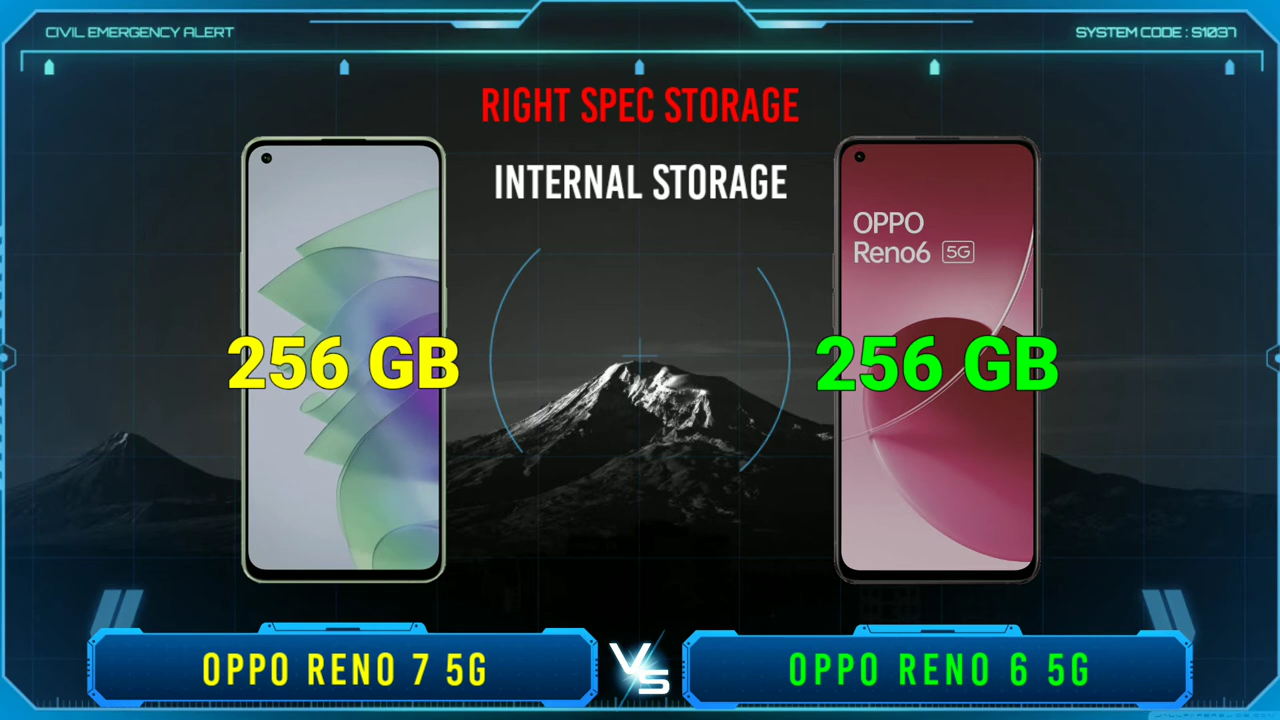 CIVIL EMERGENCY ALERT
SYSTEM CODE : S1037
RIGHT SPEC STORAGE
INTERNAL STORAGE
OPPO
Reno6 5G
256 GB
256 GB
OPPO RENO 7 5G
VS
OPPO RENO 6 5G